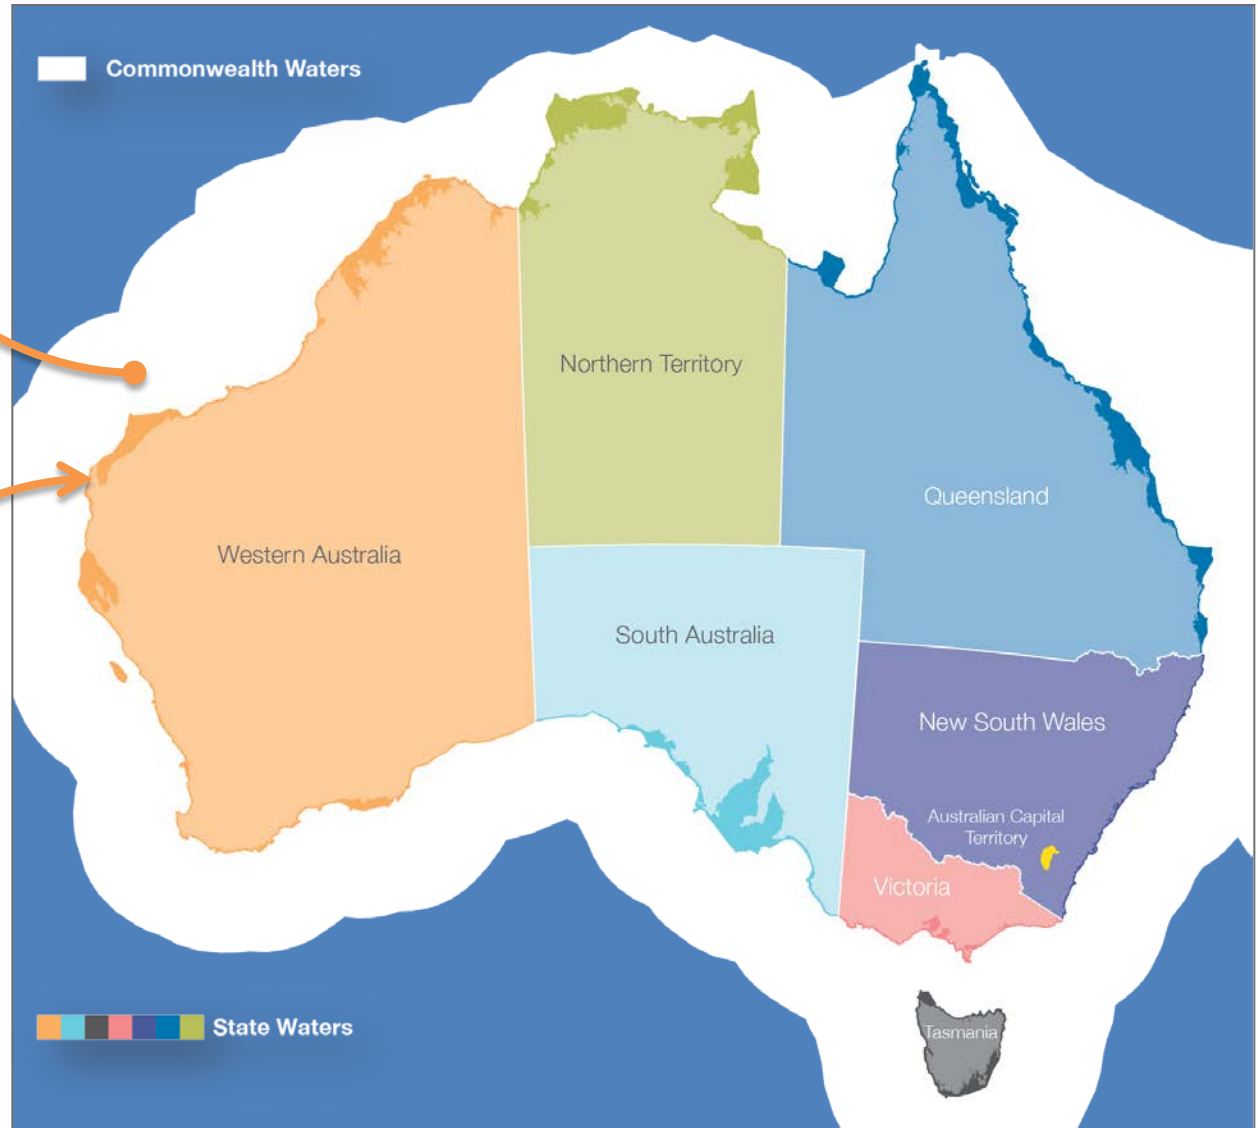 Commonwealth Waters
Northern Territory
Queensland
Western Australia
South Australia
New South Wales
Australian Capital
Territory
Victoria
State Waters
Tasmania